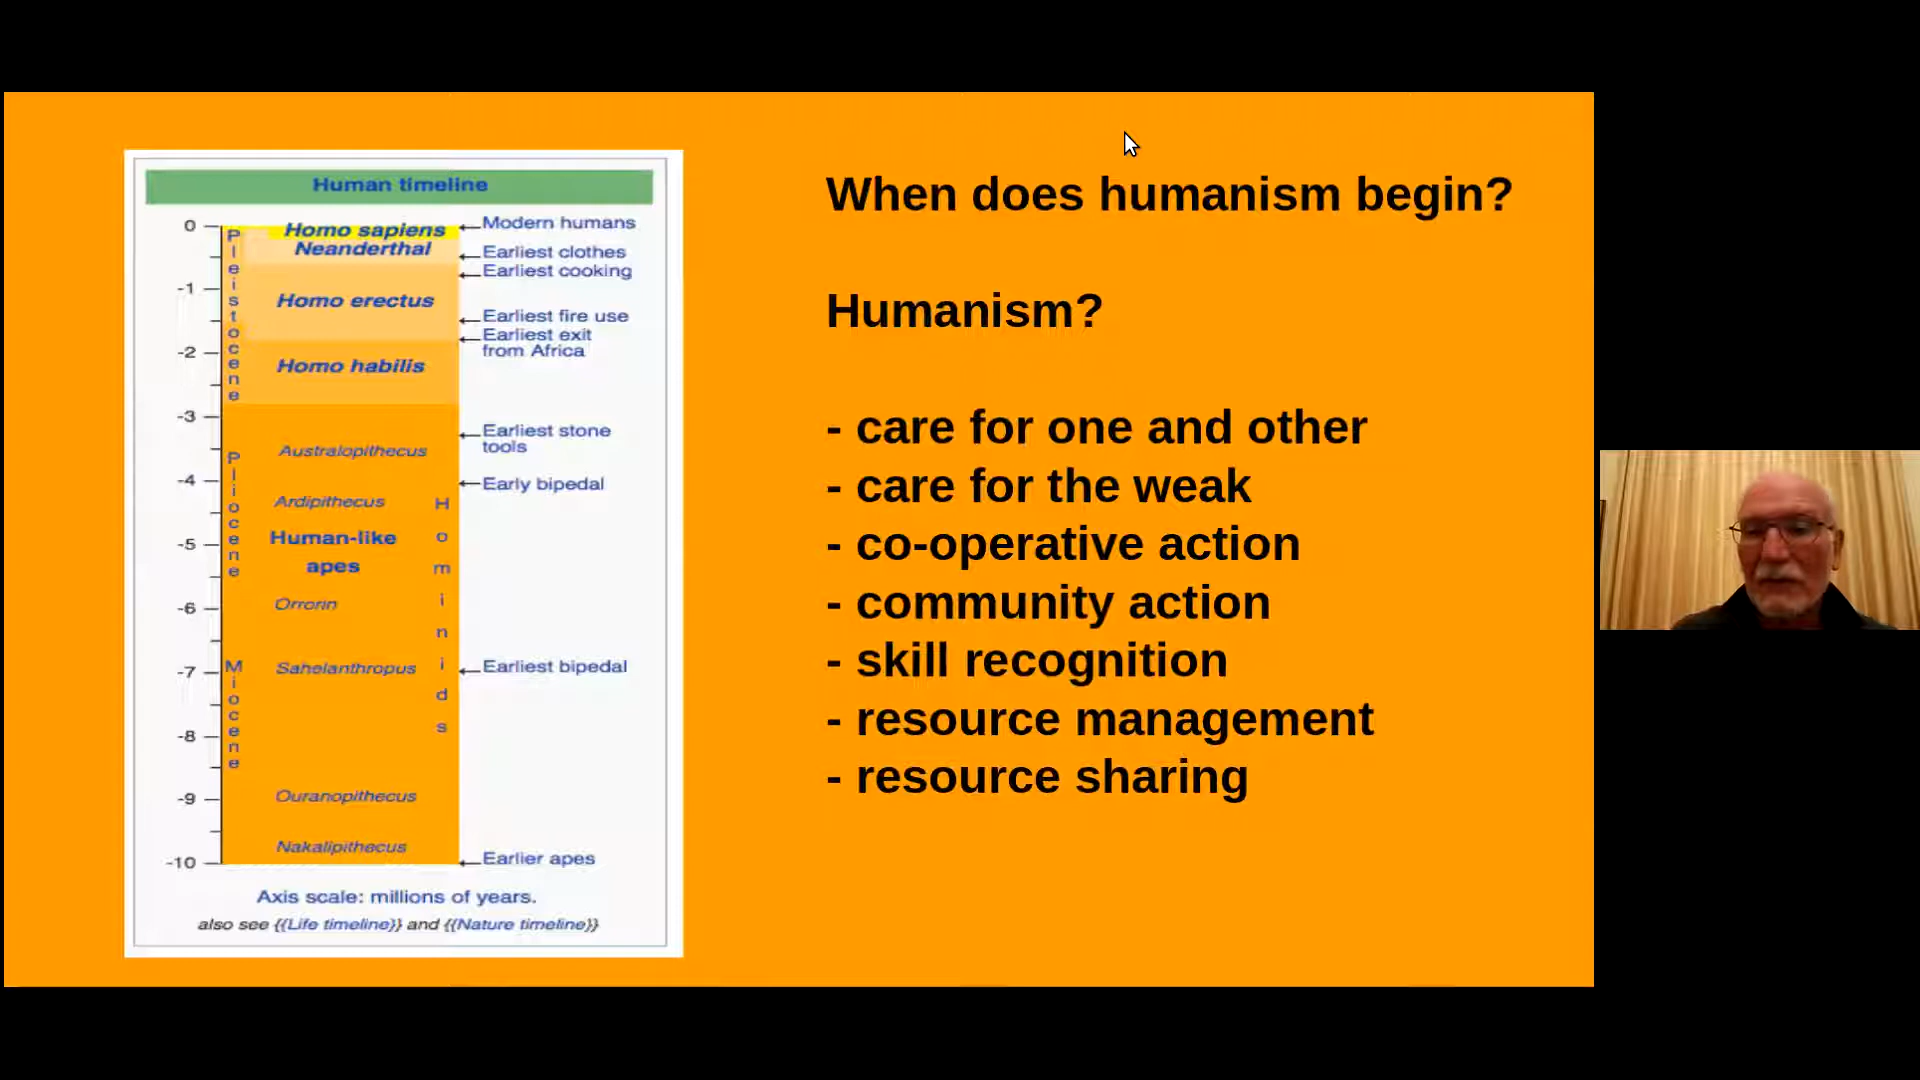 Human timeline
0
-1
-2
-3
-4
-5
-6
-7
-8
-9
-10
Pleistocene
Pliocene
Miocene
Homo sapiens
Neanderthal
Homo erectus
Homo habilis
Australopithecus
Ardipithecus
Human-like
apes
Orrorin
Sahelanthropus
Ouranopithecus
Nakalipithecus
Hominids
Modern humans
Earliest clothes
Earliest cooking
Earliest fire use
Earliest exit
from Africa
Earliest stone
tools
Early bipedal
Earliest bipedal
Earlier apes
Axis scale: millions of years.
also see {{Life timeline}} and {{Nature timeline}}
When does humanism begin?
Humanism?
- care for one and other
- care for the weak
- co-operative action
- community action
- skill recognition
- resource management
- resource sharing